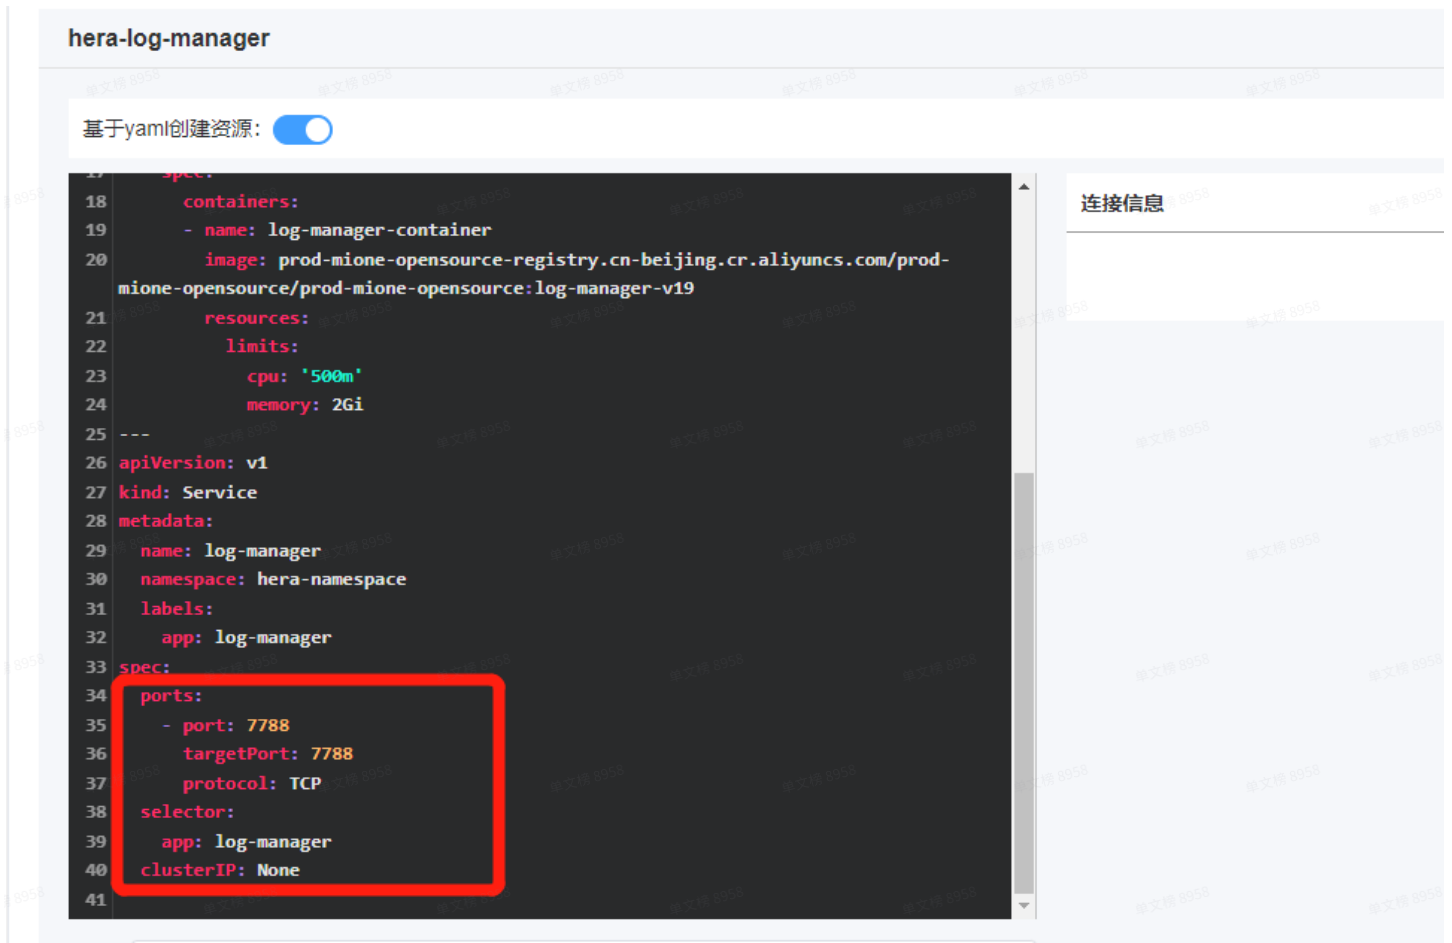 hera-log-manager
基于yaml创建资源：
17 spec:
18 containers:
19 - name: log-manager-container
20 image: prod-mione-opensource-registry.cn-beijing.cr.aliyuncs.com/prod-
mione-opensource/prod-mione-opensource:log-manager-v19
21 resources:
22 limits:
23 cpu: '500m'
24 memory: 2Gi
25 ---
26 apiVersion: v1
27 kind: Service
28 metadata:
29 name: log-manager
30 namespace: hera-namespace
31 labels:
32 app: log-manager
33 spec:
34 ports:
35 - port: 7788
36 targetPort: 7788
37 protocol: TCP
38 selector:
39 app: log-manager
40 clusterIP: None
41
连接信息